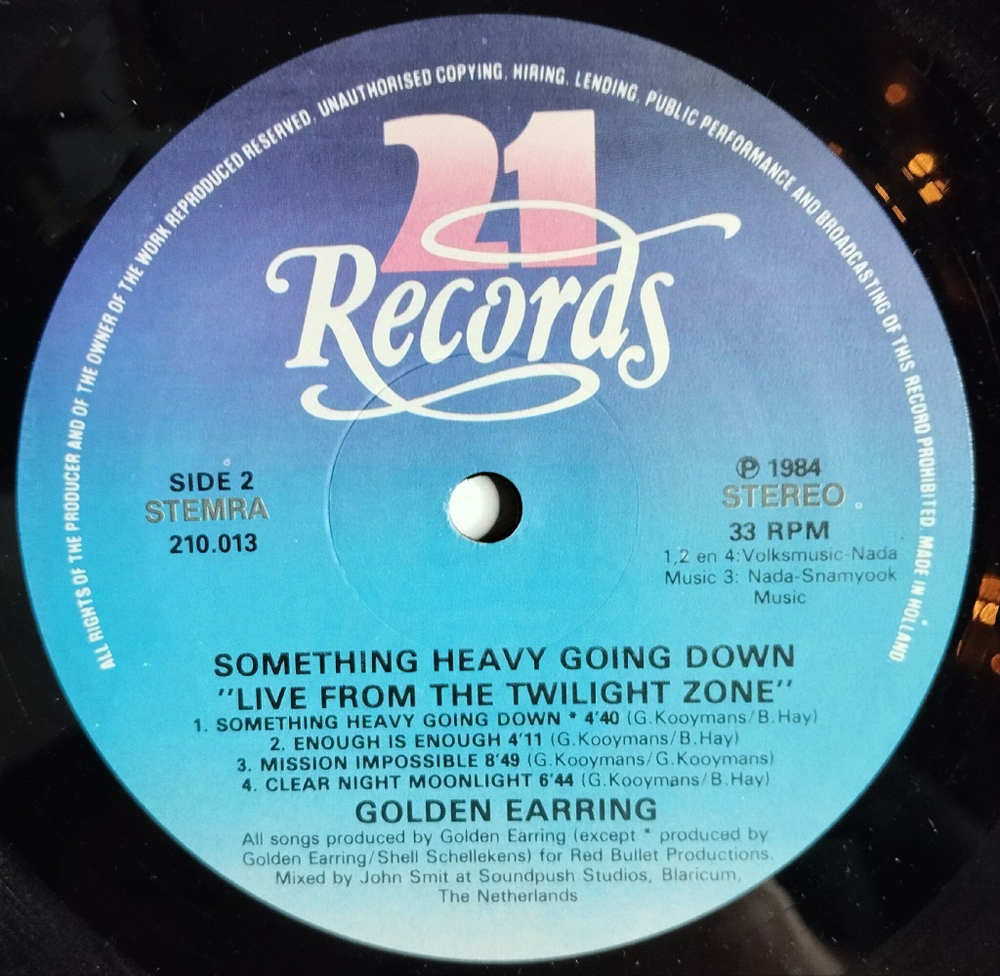 ALL RIGHTS OF THE PRODUCER AND OF THE OWNER OF THE WORK REPRODUCED RESERVED. UNAUTHORISED COPYING, HIRING, LENDING, PUBLIC PERFORMANCE AND BROADCASTING OF THIS RECORD PROHIBITED. MADE IN HOLLAND
21
Records
SIDE 2
STEMRA
210.013
℗ 1984
STEREO
33 RPM
1,2 en 4:Volksmusic-Nada
Music 3: Nada-Snamyook
Music
SOMETHING HEAVY GOING DOWN
"LIVE FROM THE TWILIGHT ZONE"
1. SOMETHING HEAVY GOING DOWN * 4'40 (G.Kooymans/B.Hay)
2. ENOUGH IS ENOUGH 4'11 (G.Kooymans/B.Hay)
3. MISSION IMPOSSIBLE 8'49 (G.Kooymans/G.Kooymans)
4. CLEAR NIGHT MOONLIGHT 6'44 (G.Kooymans/B.Hay)
GOLDEN EARRING
All songs produced by Golden Earring (except * produced by
Golden Earring/Shell Schellekens) for Red Bullet Productions.
Mixed by John Smit at Soundpush Studios, Blaricum,
The Netherlands